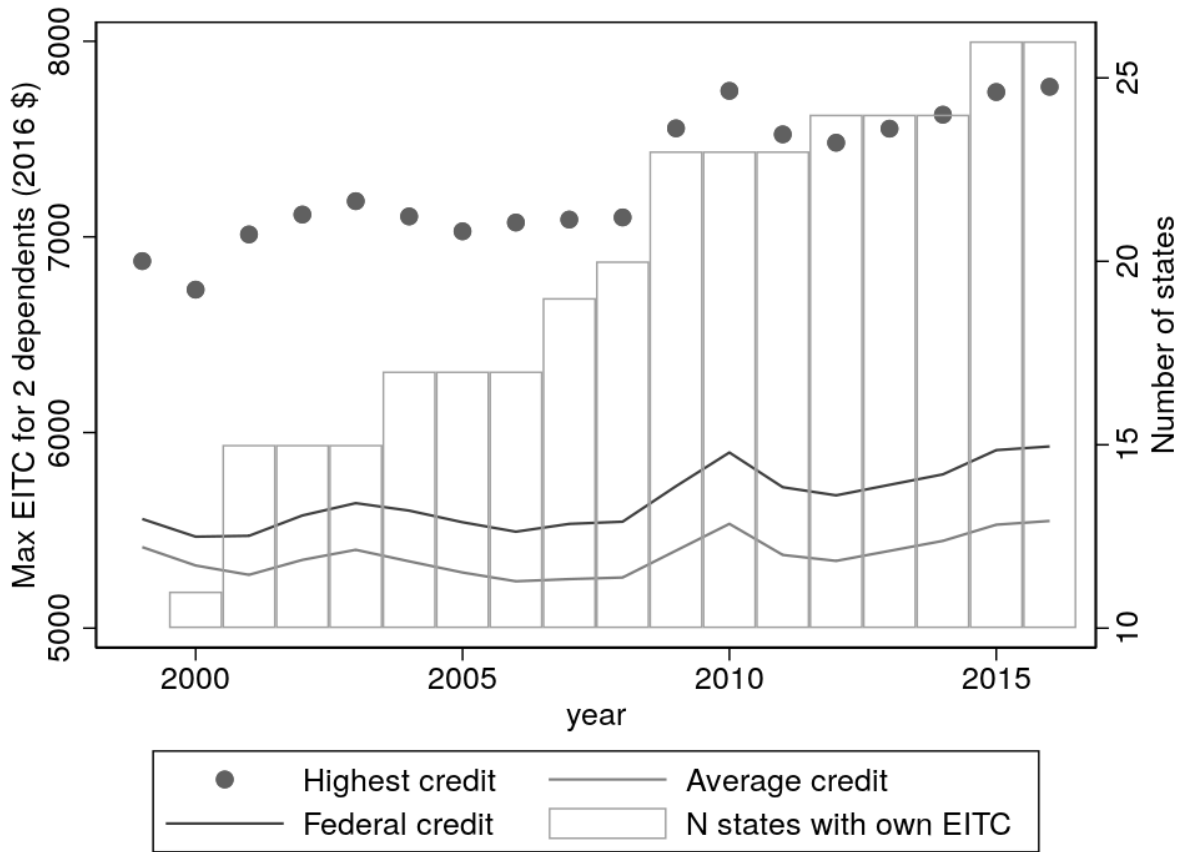 Max EITC for 2 dependents (2016 $)
8000
7000
6000
5000
25
20
15
10
Number of states
2000 2005 2010 2015
year
Highest credit Average credit
Federal credit N states with own EITC